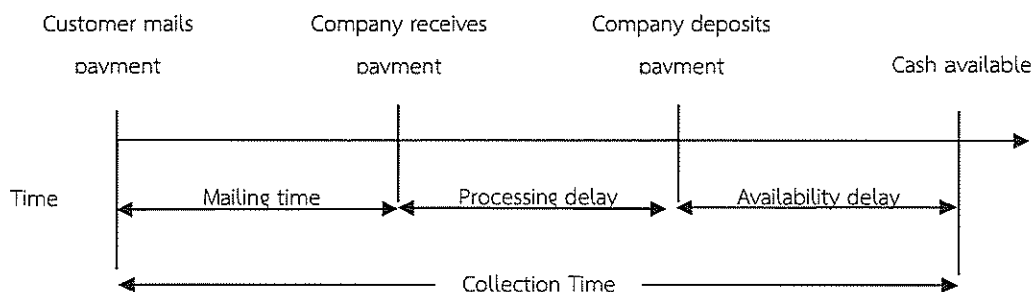 Customer mails
payment
Company receives
payment
Company deposits
payment
Cash available
Time
Mailing time
Processing delay
Availability delay
Collection Time